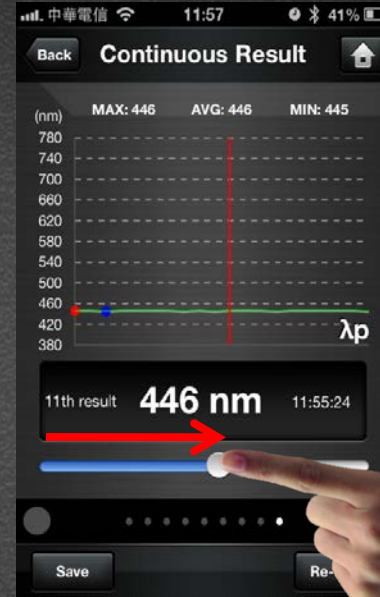 中華電信 11:57 41%
Back Continuous Result
(nm) MAX: 446 AVG: 446 MIN: 445
780
740
700
660
620
580
540
500
460
420
380
λp
11th result 446 nm 11:55:24
Save Re-